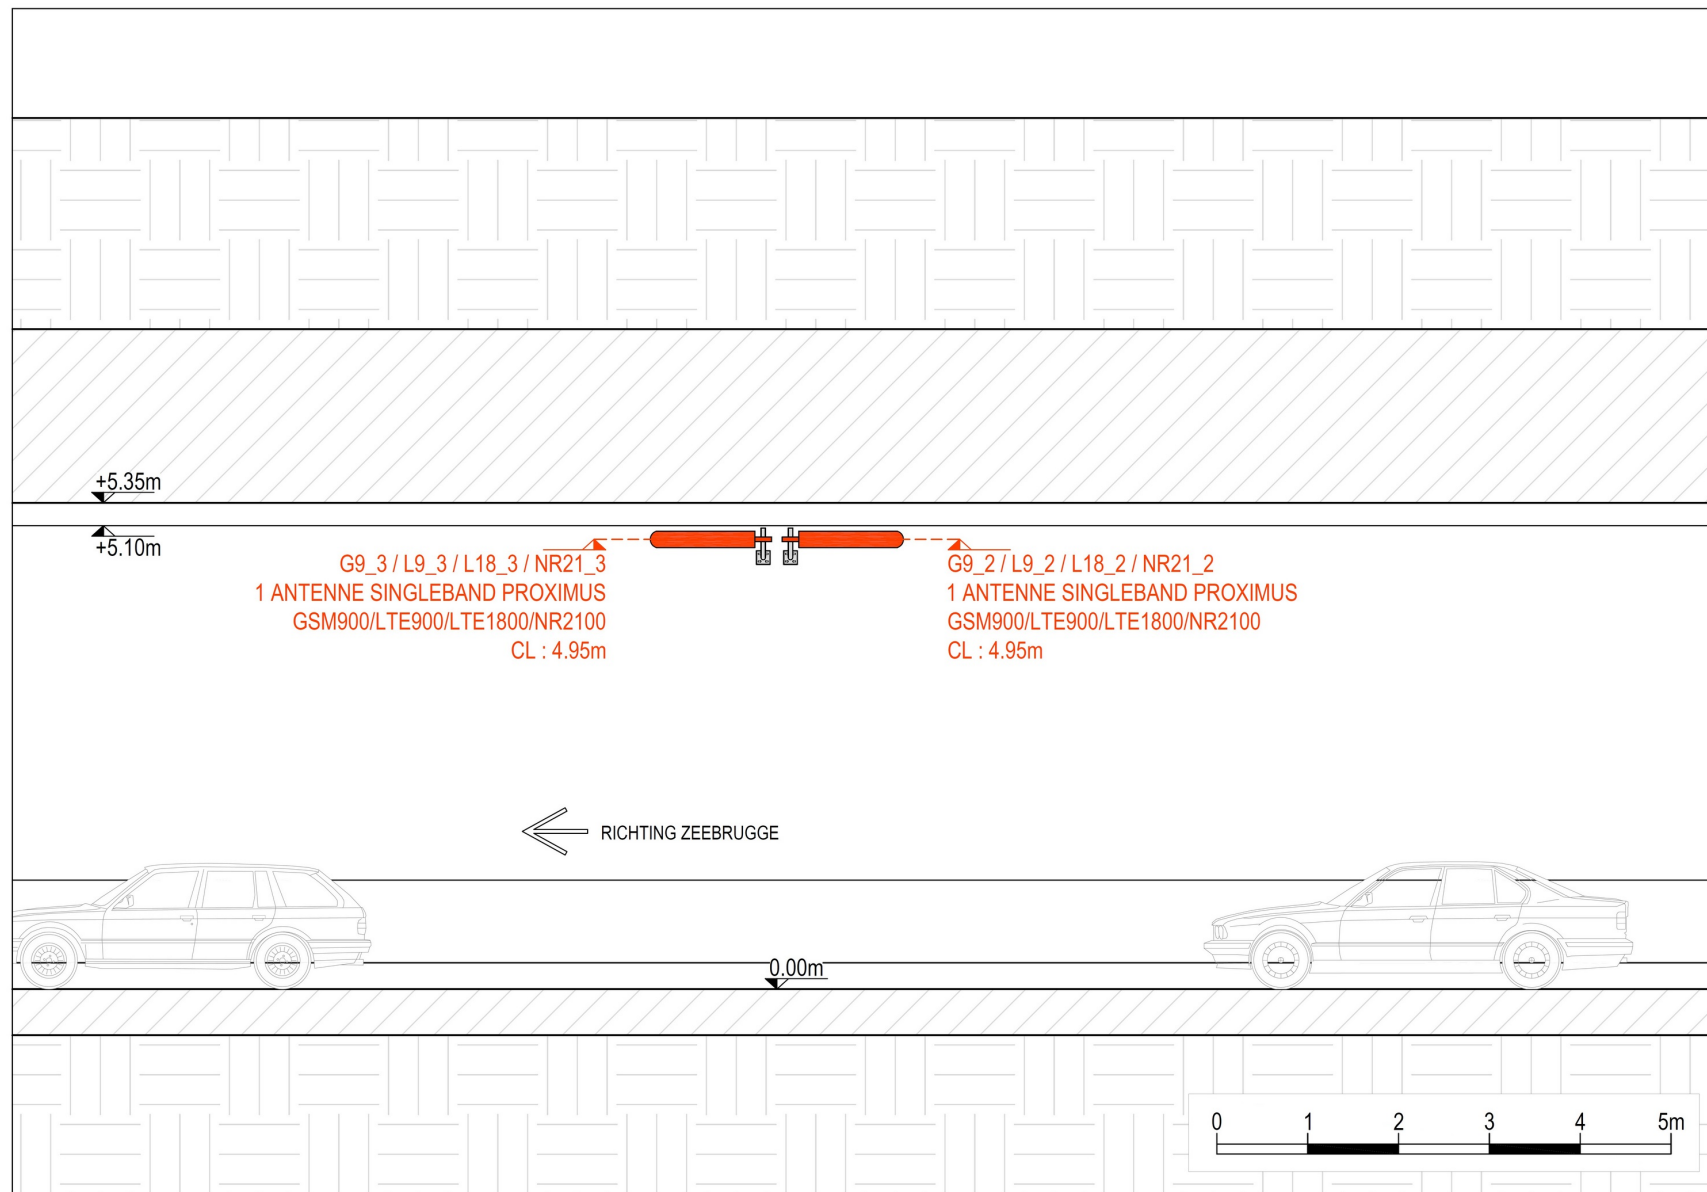 +5.35m
+5.10m
G9_3 / L9_3 / L18_3 / NR21_3
1 ANTENNE SINGLEBAND PROXIMUS
GSM900/LTE900/LTE1800/NR2100
CL : 4.95m
G9_2 / L9_2 / L18_2 / NR21_2
1 ANTENNE SINGLEBAND PROXIMUS
GSM900/LTE900/LTE1800/NR2100
CL : 4.95m
RICHTING ZEEBRUGGE
0.00m
0 1 2 3 4 5m